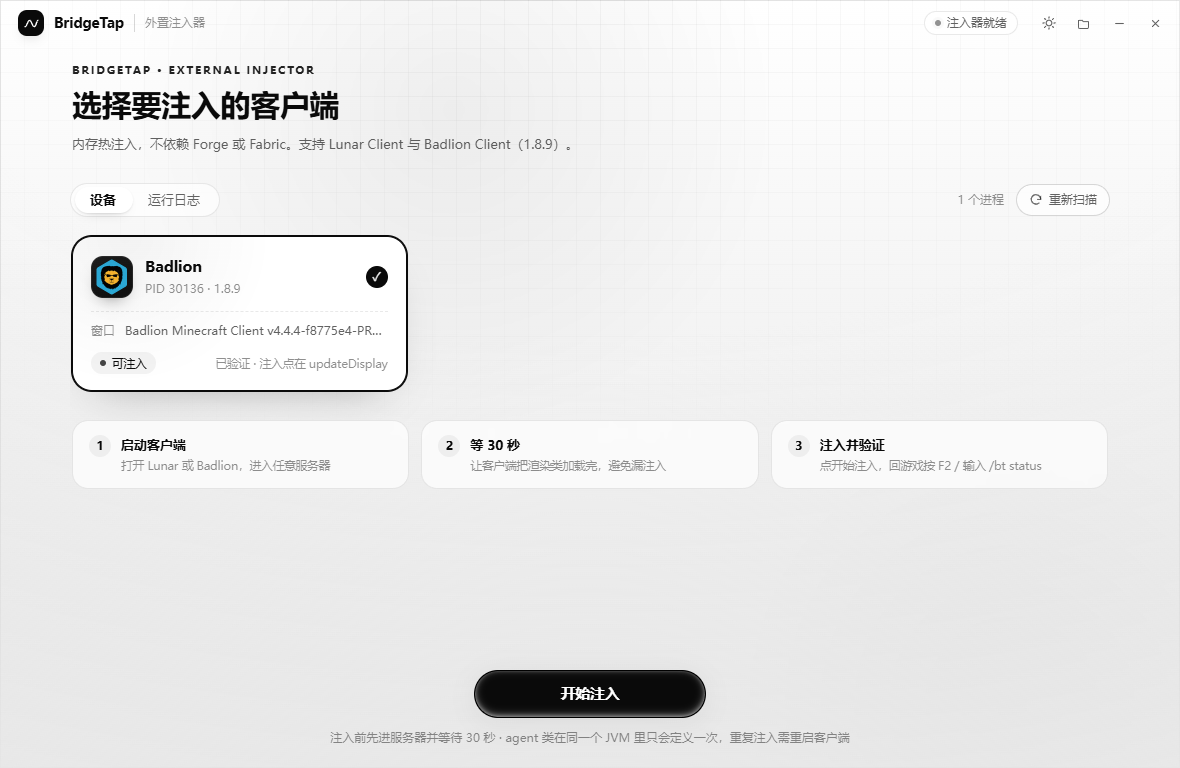 BridgeTap 外置注入器 注入器就绪
BRIDGETAP • EXTERNAL INJECTOR
选择要注入的客户端
内存热注入，不依赖 Forge 或 Fabric。支持 Lunar Client 与 Badlion Client（1.8.9）。
设备 运行日志 1 个进程 重新扫描
Badlion
PID 30136 · 1.8.9
窗口 Badlion Minecraft Client v4.4.4-f8775e4-PR...
可注入 已验证 · 注入点在 updateDisplay
1 启动客户端
打开 Lunar 或 Badlion，进入任意服务器
2 等 30 秒
让客户端把渲染类加载完，避免漏注入
3 注入并验证
点开始注入，回游戏按 F2 / 输入 /bt status
开始注入
注入前先进服务器并等待 30 秒 · agent 类在同一个 JVM 里只会定义一次，重复注入需重启客户端